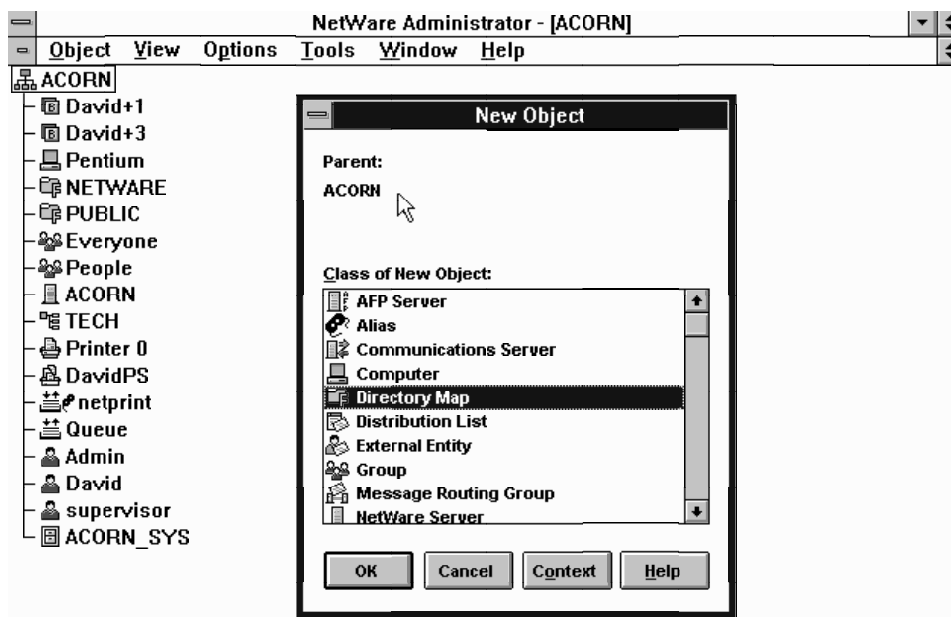 NetWare Administrator - [ACORN]
Object View Options Tools Window Help
ACORN
David+1
David+3
Pentium
NETWARE
PUBLIC
Everyone
People
ACORN
TECH
Printer 0
DavidPS
netprint
Queue
Admin
David
supervisor
ACORN_SYS
New Object
Parent:
ACORN
Class of New Object:
AFP Server
Alias
Communications Server
Computer
Directory Map
Distribution List
External Entity
Group
Message Routing Group
NetWare Server
OK Cancel Context Help